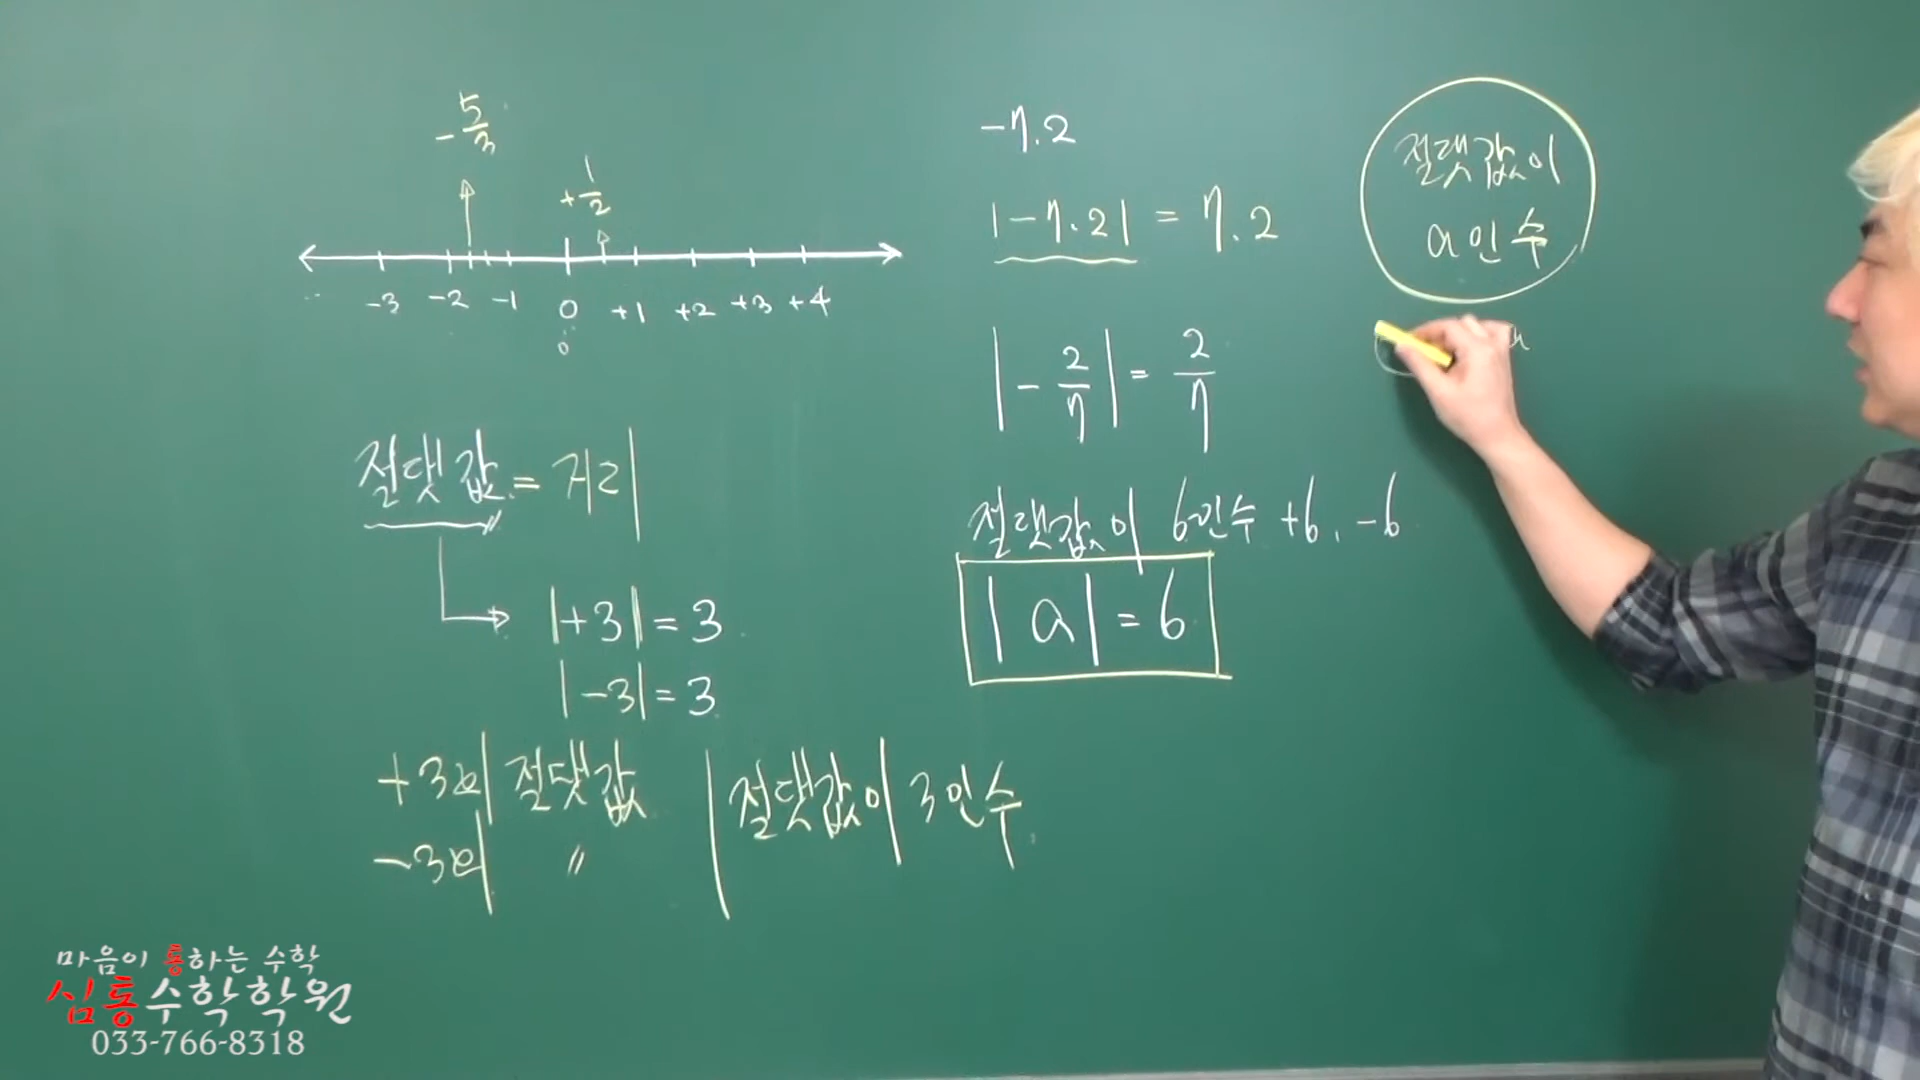 -5/3
+1/2
-3 -2 -1 0 +1 +2 +3 +4
0
절댓값 = 거리
|+3| = 3
|-3| = 3
+3의 절댓값
-3의 〃
절댓값이 3인수
-7.2
|-7.2| = 7.2
|-2/7| = 2/7
절댓값이 6인수 +6, -6
|a| = 6
절댓값이
a인수
마음이 통하는 수학
심통수학학원
033-766-8318